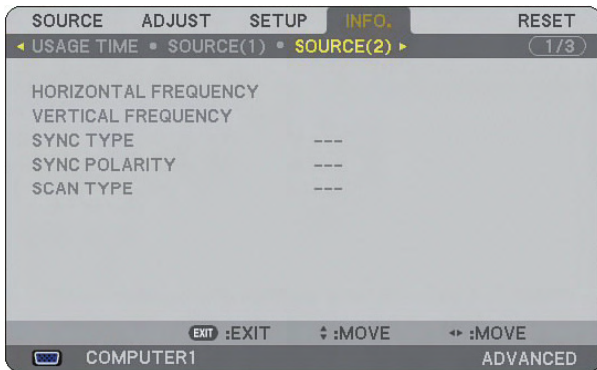 SOURCE ADJUST SETUP INFO. RESET
◂ USAGE TIME • SOURCE(1) • SOURCE(2) ▸ 1/3
HORIZONTAL FREQUENCY
VERTICAL FREQUENCY
SYNC TYPE ---
SYNC POLARITY ---
SCAN TYPE ---
EXIT :EXIT :MOVE :MOVE
COMPUTER1 ADVANCED